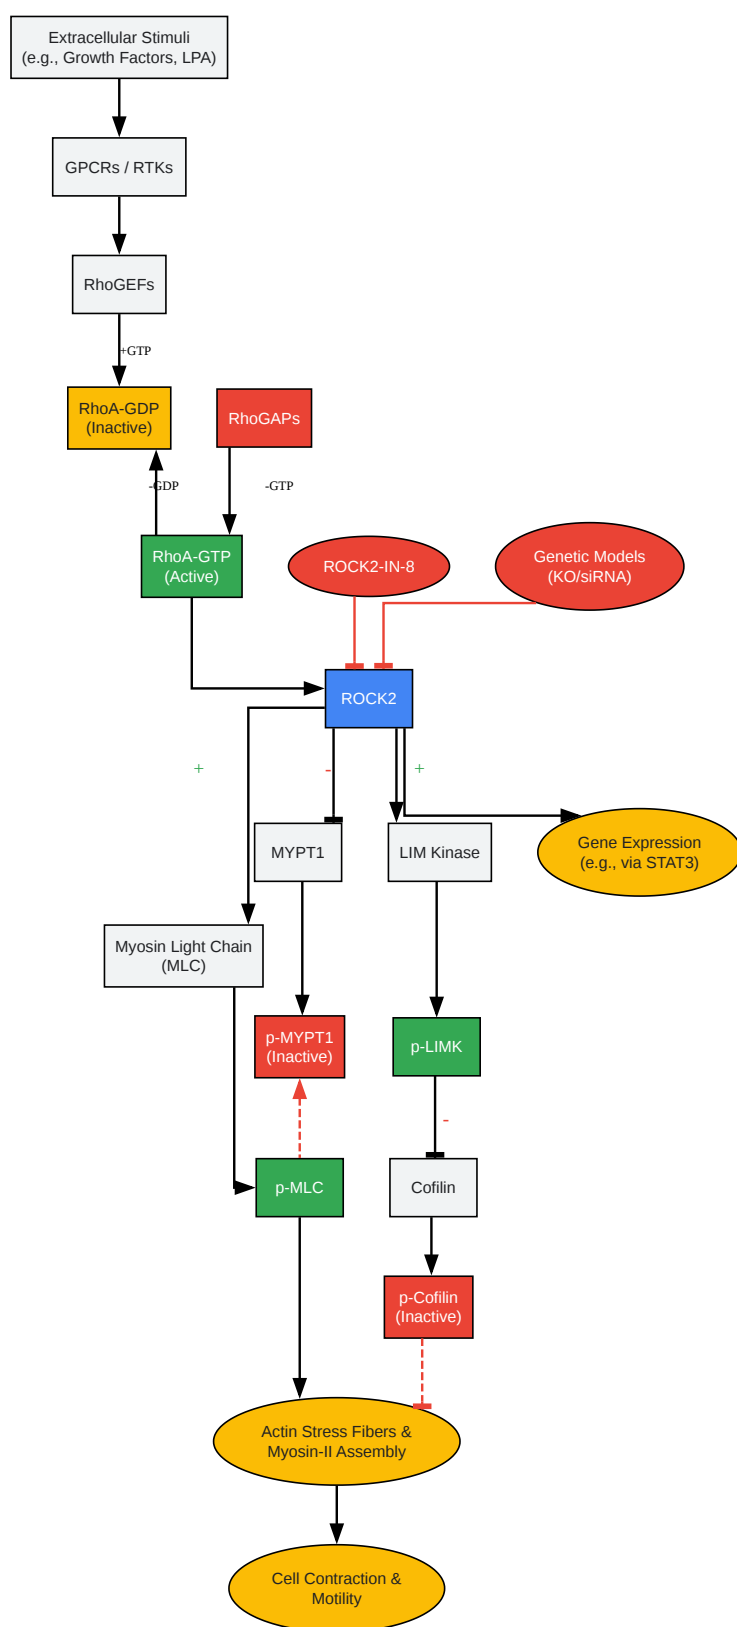 Extracellular Stimuli
(e.g., Growth Factors, LPA)
GPCRs / RTKs
RhoGEFs
+GTP
RhoA-GDP
(Inactive)
RhoGAPs
-GDP
-GTP
RhoA-GTP
(Active)
ROCK2-IN-8
Genetic Models
(KO/siRNA)
ROCK2
+
-
+
MYPT1
LIM Kinase
Gene Expression
(e.g., via STAT3)
Myosin Light Chain
(MLC)
p-MYPT1
(Inactive)
p-LIMK
-
p-MLC
Cofilin
p-Cofilin
(Inactive)
Actin Stress Fibers &
Myosin-II Assembly
Cell Contraction &
Motility